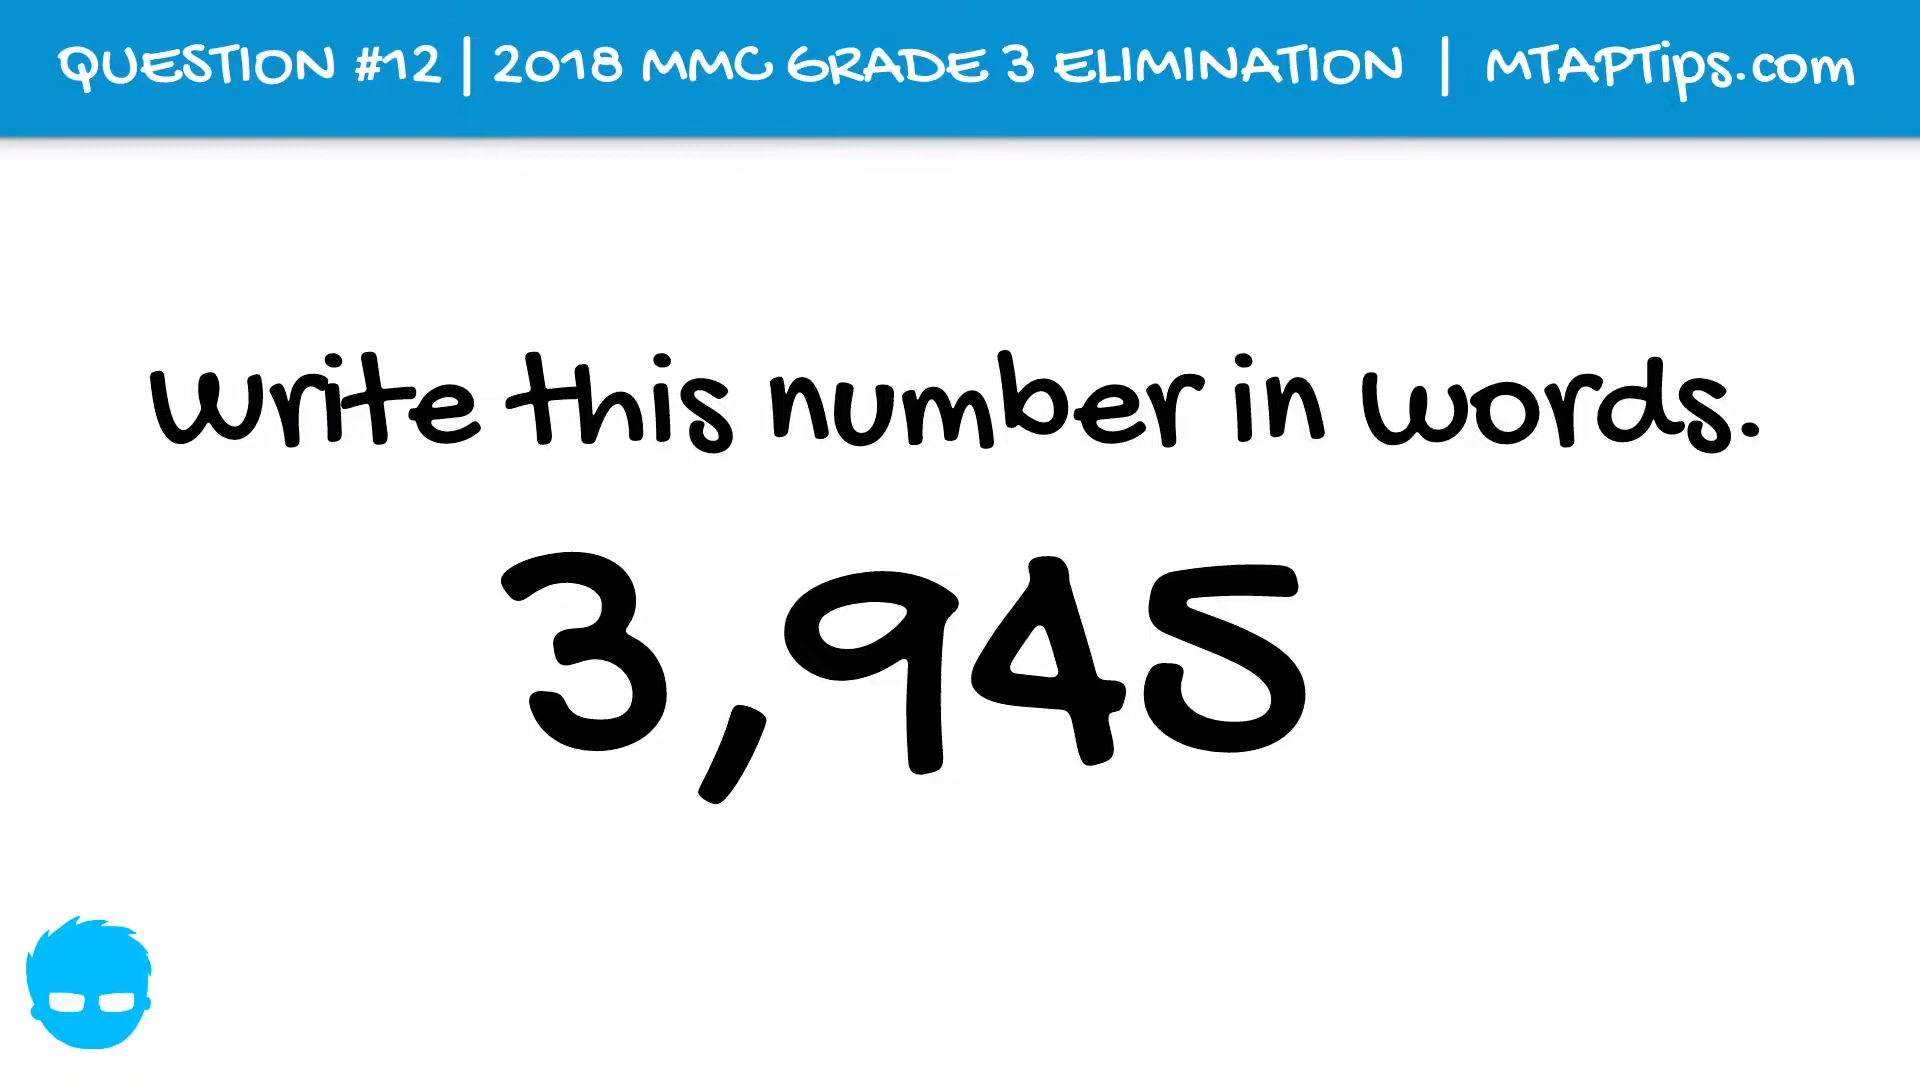 QUESTION #12 | 2018 MMC GRADE 3 ELIMINATION | MTAPTips.com
Write this number in words.
3,945